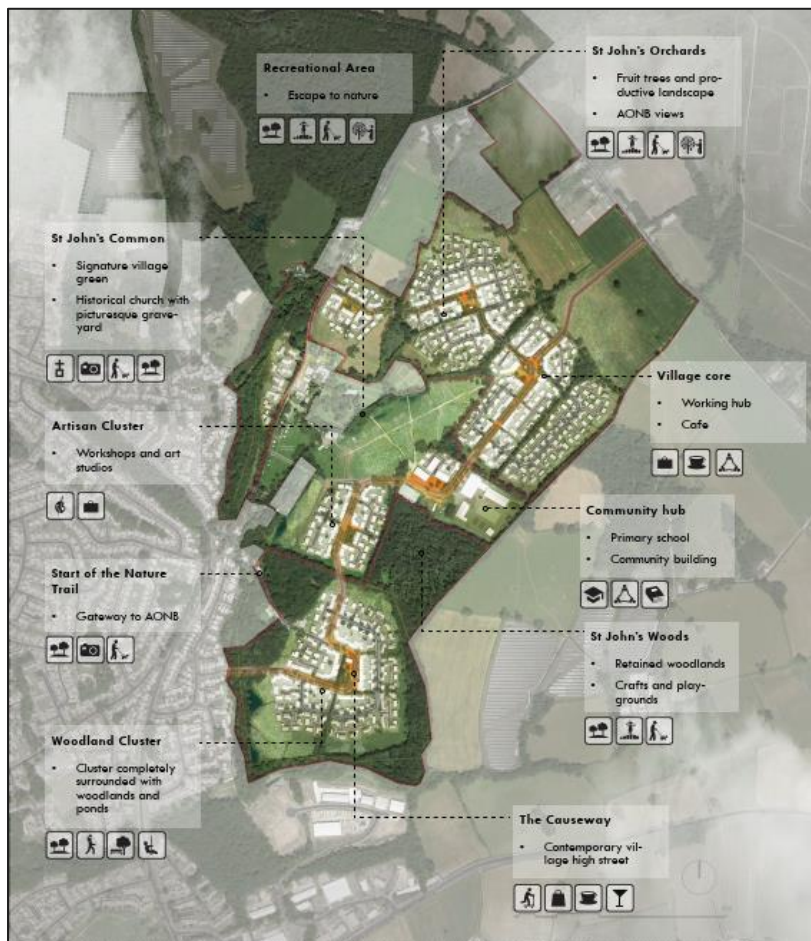 Recreational Area
• Escape to nature
St John's Orchards
• Fruit trees and pro-
ductive landscape
• AONB views
St John's Common
• Signature village
green
• Historical church with
picturesque grave-
yard
Village core
• Working hub
• Cafe
Artisan Cluster
• Workshops and art
studios
Community hub
• Primary school
• Community building
Start of the Nature
Trail
• Gateway to AONB
St John's Woods
• Retained woodlands
• Crafts and play-
grounds
Woodland Cluster
• Cluster completely
surrounded with
woodlands and
ponds
The Causeway
• Contemporary vil-
lage high street